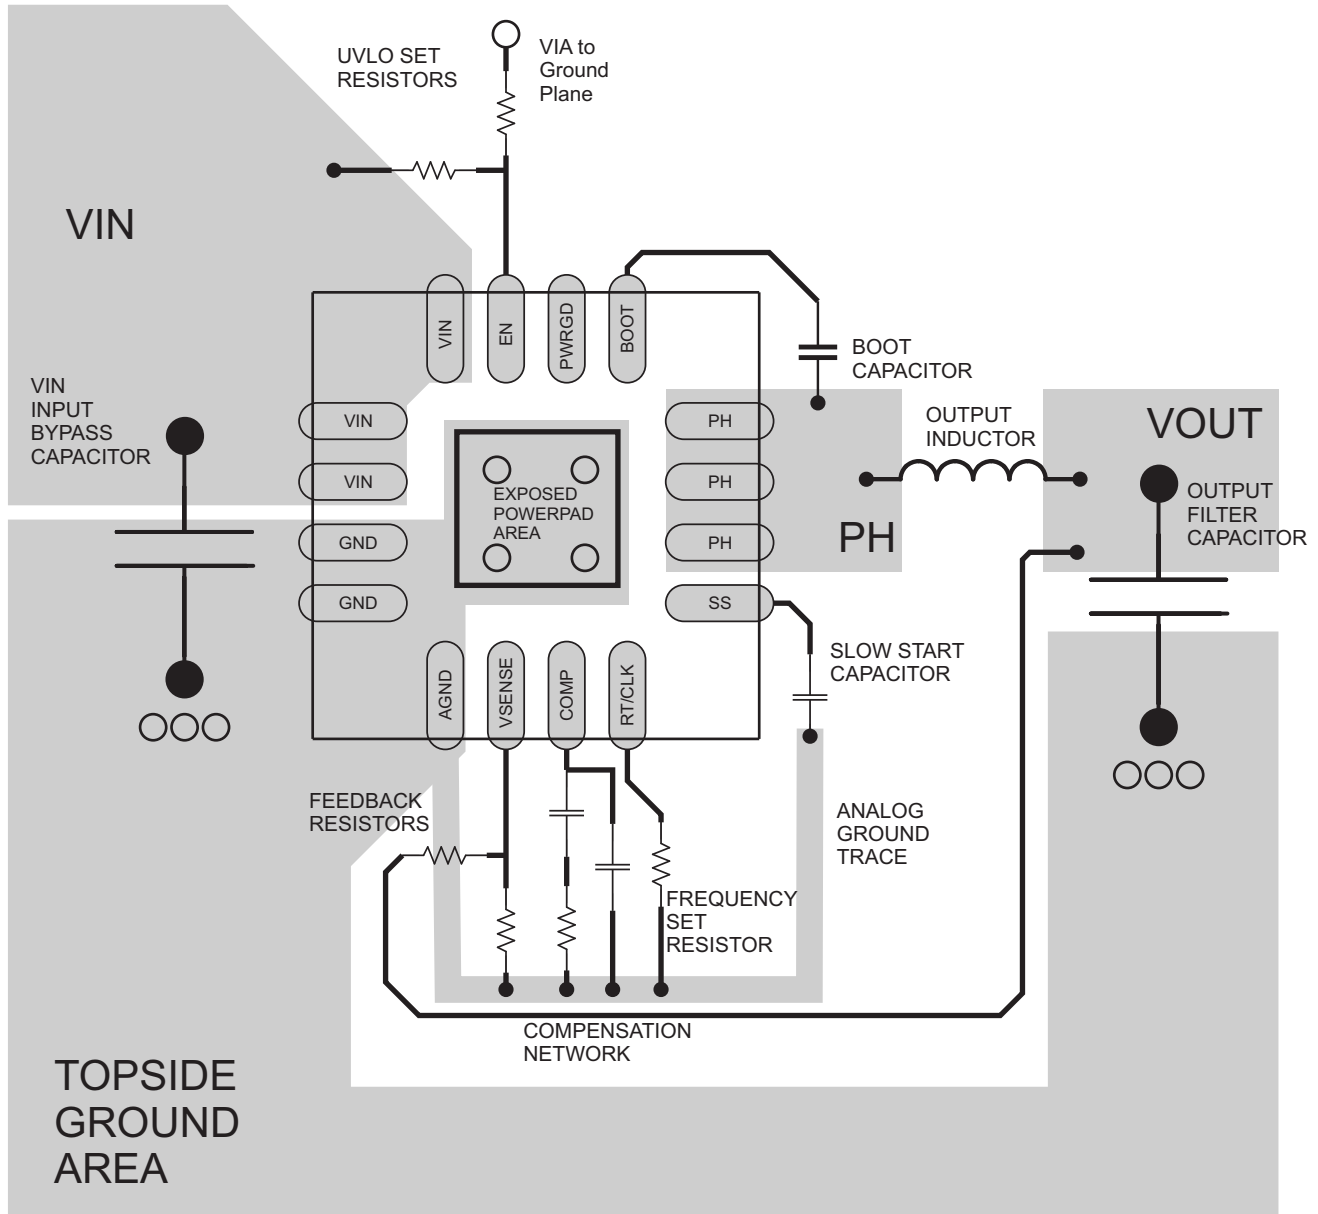 UVLO SET
RESISTORS
VIA to
Ground
Plane
VIN
VIN
EN
PWRGD
BOOT
BOOT
CAPACITOR
VIN
INPUT
BYPASS
CAPACITOR
VIN
VIN
GND
GND
EXPOSED
POWERPAD
AREA
PH
PH
PH
SS
PH
OUTPUT
INDUCTOR
VOUT
OUTPUT
FILTER
CAPACITOR
AGND
VSENSE
COMP
RT/CLK
SLOW START
CAPACITOR
FEEDBACK
RESISTORS
ANALOG
GROUND
TRACE
FREQUENCY
SET
RESISTOR
COMPENSATION
NETWORK
TOPSIDE
GROUND
AREA